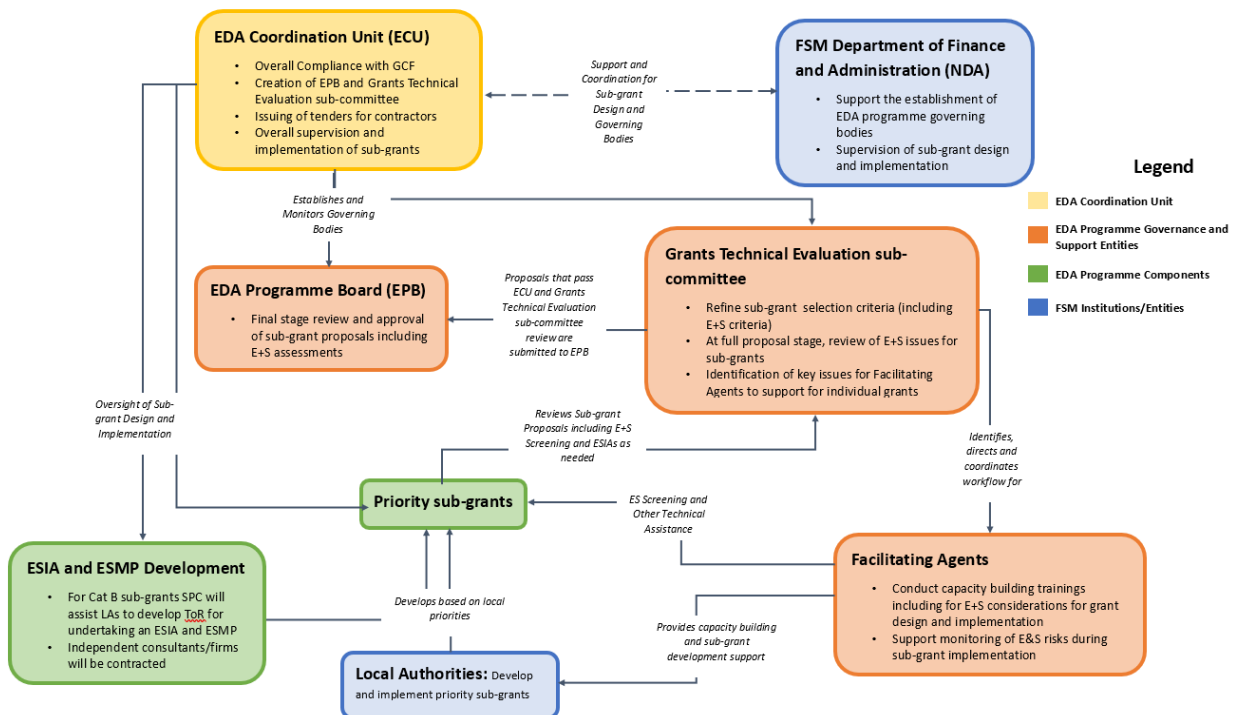 EDA Coordination Unit (ECU)
• Overall Compliance with GCF
• Creation of EPB and Grants Technical
Evaluation sub-committee
• Issuing of tenders for contractors
• Overall supervision and
implementation of sub-grants
Support and
Coordination for
Sub-grant
Design and
Governing
Bodies
FSM Department of Finance
and Administration (NDA)
• Support the establishment of
EDA programme governing
bodies
• Supervision of sub-grant design
and implementation
Legend
EDA Coordination Unit
EDA Programme Governance and
Support Entities
EDA Programme Components
FSM Institutions/Entities
Establishes and
Monitors Governing
Bodies
EDA Programme Board (EPB)
• Final stage review and approval
of sub-grant proposals including
E+S assessments
Proposals that pass
ECU and Grants
Technical Evaluation
sub-committee
review are
submitted to EPB
Grants Technical Evaluation sub-
committee
• Refine sub-grant selection criteria (including
E+S criteria)
• At full proposal stage, review of E+S issues for
sub-grants
• Identification of key issues for Facilitating
Agents to support for individual grants
Oversight of Sub-
grant Design and
Implementation
Reviews Sub-grant
Proposals including E+S
Screening and ESIAs as
needed
Identifies,
directs and
coordinates
workflow for
Priority sub-grants
ES Screening and
Other Technical
Assistance
ESIA and ESMP Development
• For Cat B sub-grants SPC will
assist LAs to develop ToR for
undertaking an ESIA and ESMP
• Independent consultants/firms
will be contracted
Develops based on local
priorities
Provides capacity building
and sub-grant
development support
Facilitating Agents
• Conduct capacity building trainings
including for E+S considerations for grant
design and implementation
• Support monitoring of E&S risks during
sub-grant implementation
Local Authorities: Develop
and implement priority sub-grants